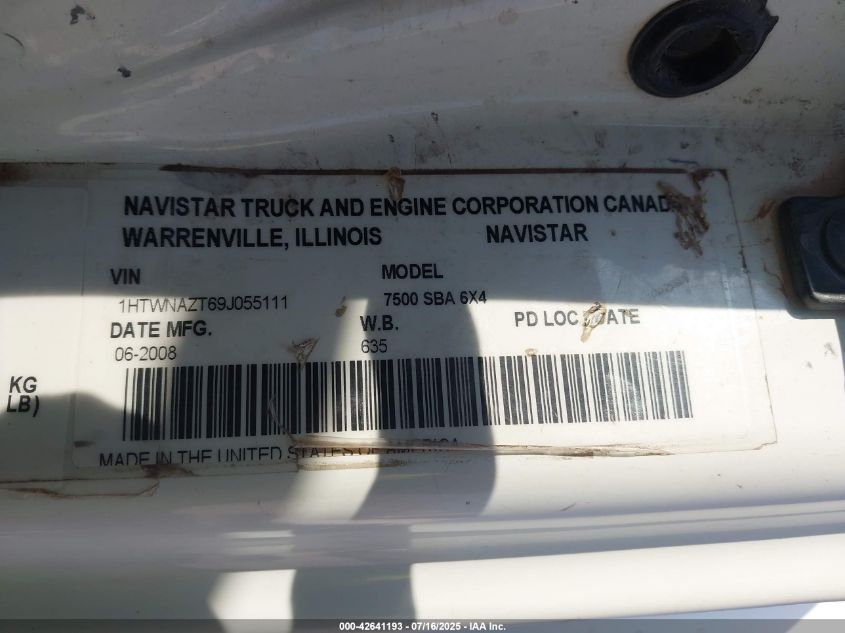 NAVISTAR TRUCK AND ENGINE CORPORATION CANADA
WARRENVILLE, ILLINOIS NAVISTAR
VIN MODEL
1HTWNAZT69J055111 7500 SBA 6X4
DATE MFG. W.B. PD LOC DATE
06-2008 635
KG
LB)
MADE IN THE UNITED STATES OF AMERICA
000-42641193 - 07/16/2025 - IAA Inc.